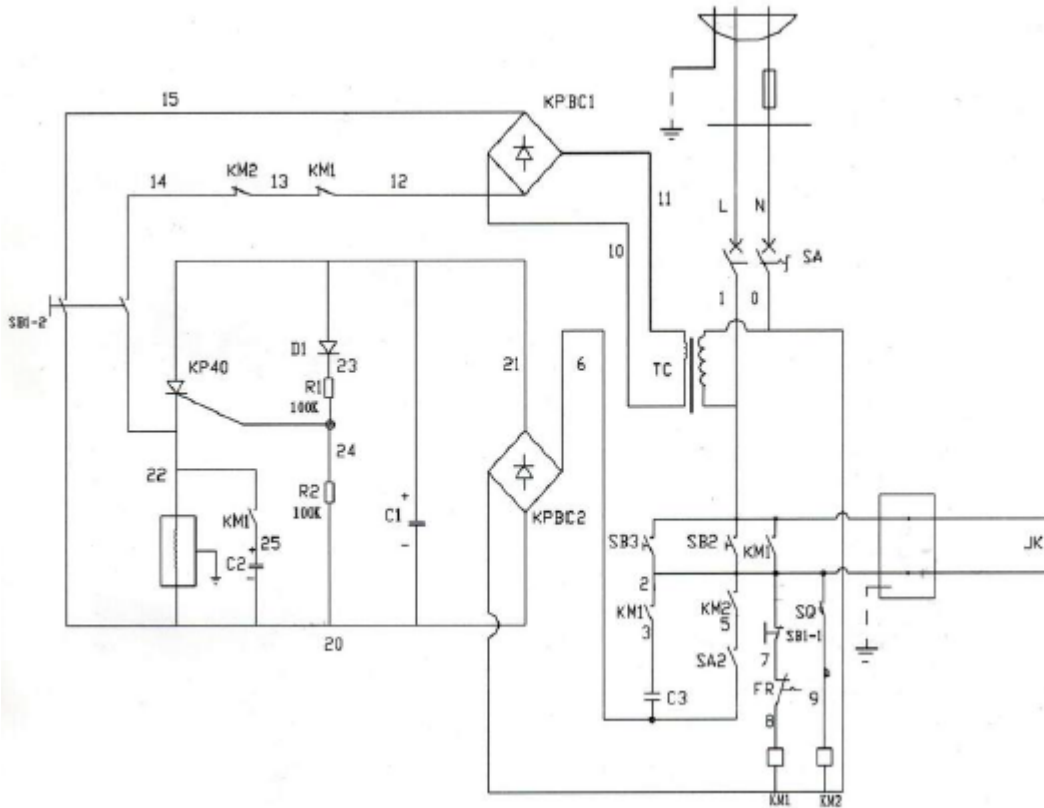 15
KPBC1
KM2
KM1
14
13
12
11
L
N
10
SA
1
0
SB1-2
D1
23
KP40
R1
100K
21
6
TC
24
22
R2
100K
KM1
25
C2
C1
KPBC2
SB3
SB2
KM1
JK
2
KM1
KM2
SQ
3
5
SB1-1
SA2
7
FR
9
C3
8
20
KM1
KM2
+
-
+
-